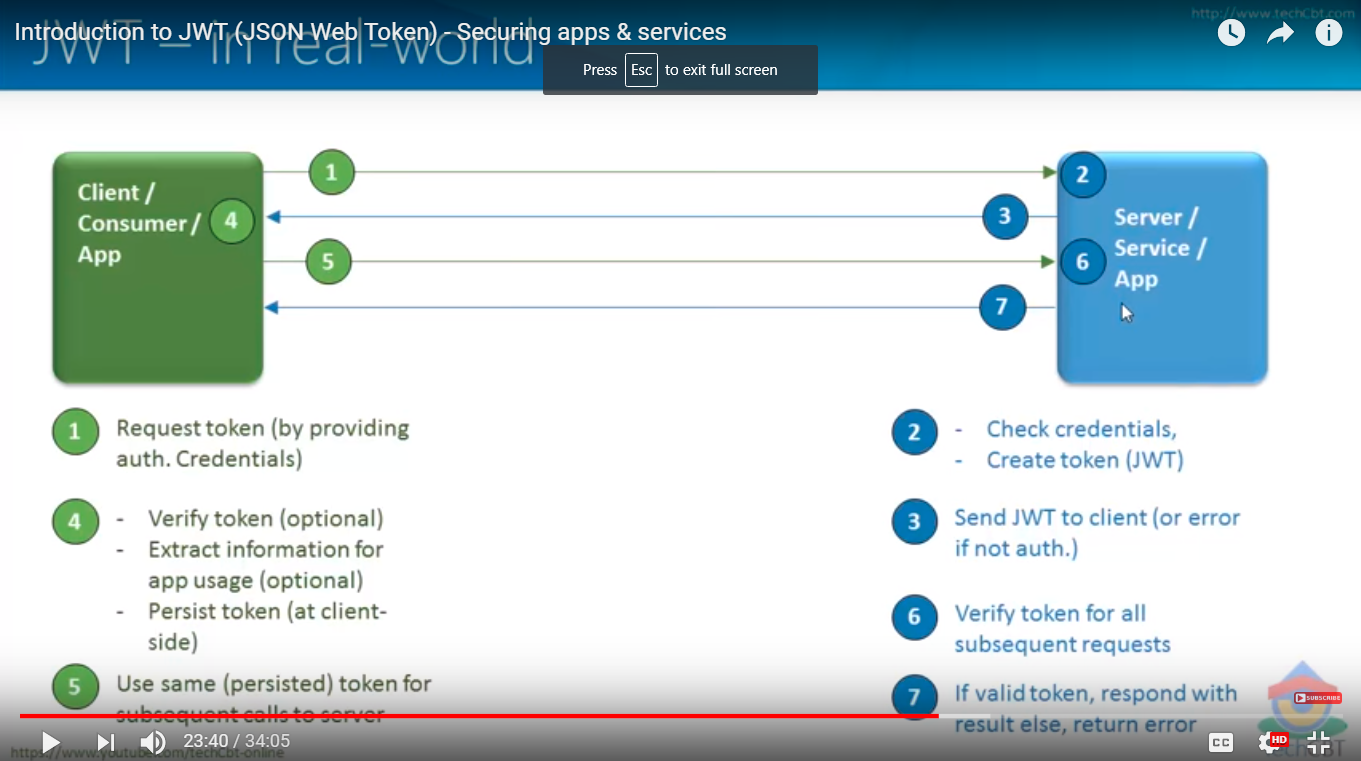 http://www.techCbt.com
JWT – in real-world
Introduction to JWT (JSON Web Token) - Securing apps & services
Press Esc to exit full screen
Client /
Consumer /
App
1
2
3
4
5
6
7
Server /
Service /
App
1 Request token (by providing
auth. Credentials)
4 - Verify token (optional)
- Extract information for
app usage (optional)
- Persist token (at client-
side)
5 Use same (persisted) token for
subsequent calls to server
2 - Check credentials,
- Create token (JWT)
3 Send JWT to client (or error
if not auth.)
6 Verify token for all
subsequent requests
7 If valid token, respond with
result else, return error
SUBSCRIBE
techCBT
23:40 / 34:05
CC
HD
https://www.youtube.com/techCbt-online